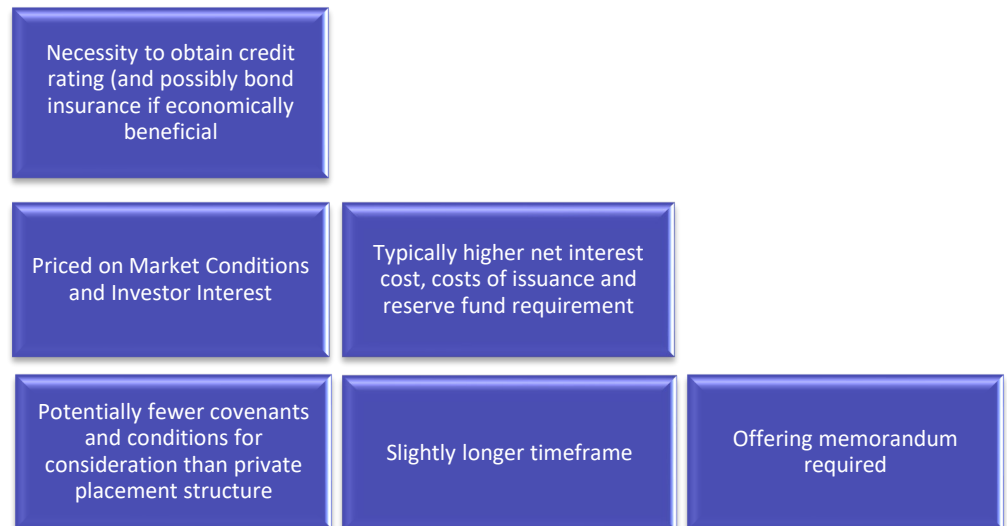 Necessity to obtain credit
rating (and possibly bond
insurance if economically
beneficial
Priced on Market Conditions
and Investor Interest
Typically higher net interest
cost, costs of issuance and
reserve fund requirement
Potentially fewer covenants
and conditions for
consideration than private
placement structure
Slightly longer timeframe
Offering memorandum
required